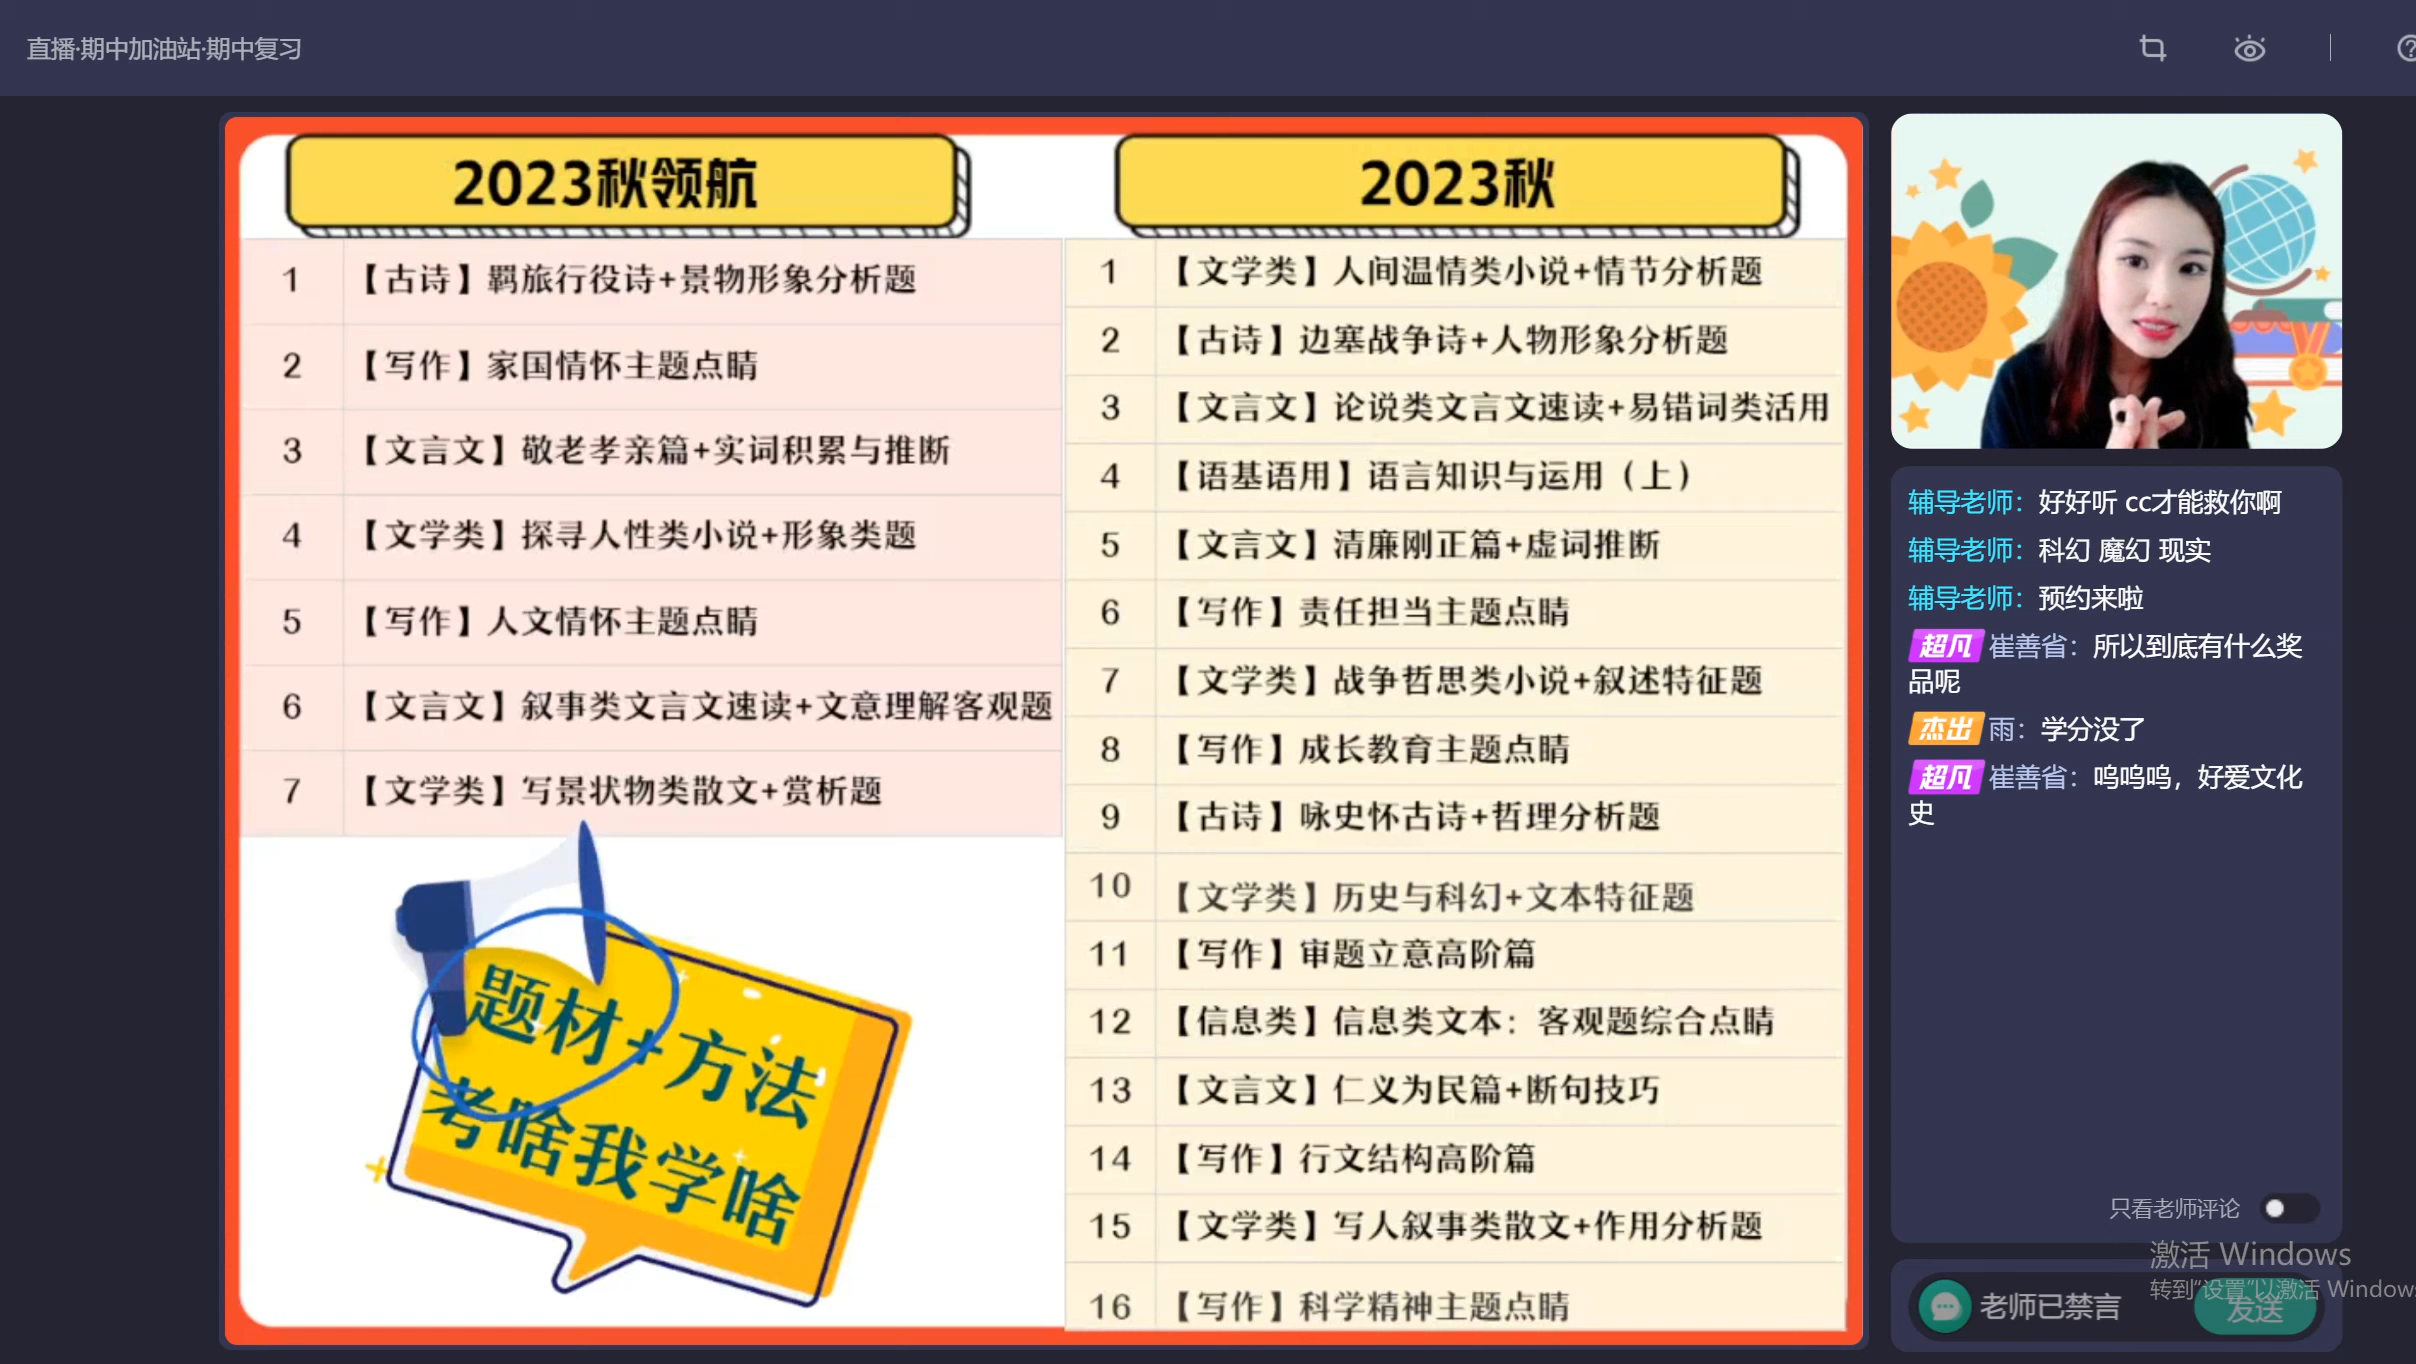 直播·期中加油站·期中复习
2023秋领航
1 【古诗】羁旅行役诗+景物形象分析题
2 【写作】家国情怀主题点睛
3 【文言文】敬老孝亲篇+实词积累与推断
4 【文学类】探寻人性类小说+形象类题
5 【写作】人文情怀主题点睛
6 【文言文】叙事类文言文速读+文意理解客观题
7 【文学类】写景状物类散文+赏析题
题材+方法
考啥我学啥
2023秋
1 【文学类】人间温情类小说+情节分析题
2 【古诗】边塞战争诗+人物形象分析题
3 【文言文】论说类文言文速读+易错词类活用
4 【语基语用】语言知识与运用（上）
5 【文言文】清廉刚正篇+虚词推断
6 【写作】责任担当主题点睛
7 【文学类】战争哲思类小说+叙述特征题
8 【写作】成长教育主题点睛
9 【古诗】咏史怀古诗+哲理分析题
10 【文学类】历史与科幻+文本特征题
11 【写作】审题立意高阶篇
12 【信息类】信息类文本：客观题综合点睛
13 【文言文】仁义为民篇+断句技巧
14 【写作】行文结构高阶篇
15 【文学类】写人叙事类散文+作用分析题
16 【写作】科学精神主题点睛
辅导老师：好好听 cc才能救你啊
辅导老师：科幻 魔幻 现实
辅导老师：预约来啦
超凡 崔善省：所以到底有什么奖
品呢
杰出 雨：学分没了
超凡 崔善省：呜呜呜，好爱文化
史
只看老师评论
激活 Windows
转到"设置"以激活 Windows
老师已禁言
发送